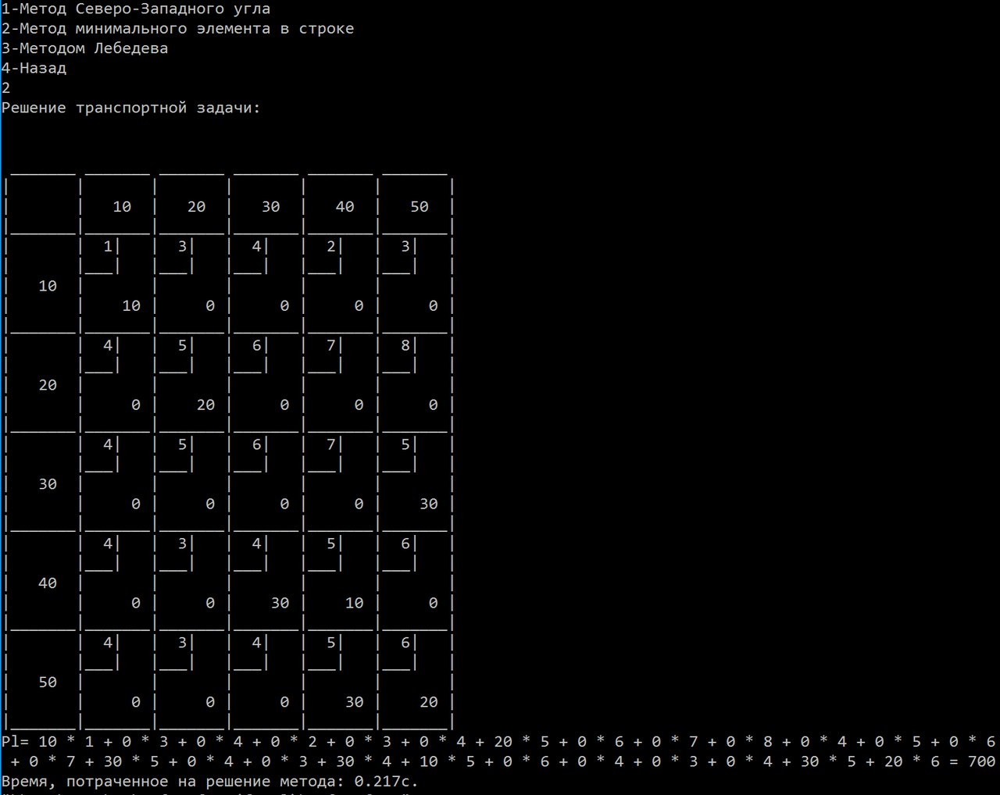 1-Метод Северо-Западного угла
2-Метод минимального элемента в строке
3-Методом Лебедева
4-Назад
2
Решение транспортной задачи:
10 20 30 40 50
1 3 4 2 3
10
10 0 0 0 0
4 5 6 7 8
20
0 20 0 0 0
4 5 6 7 5
30
0 0 0 0 30
4 3 4 5 6
40
0 0 30 10 0
4 3 4 5 6
50
0 0 0 30 20
Pl= 10 * 1 + 0 * 3 + 0 * 4 + 0 * 2 + 0 * 3 + 0 * 4 + 20 * 5 + 0 * 6 + 0 * 7 + 0 * 8 + 0 * 4 + 0 * 5 + 0 * 6
+ 0 * 7 + 30 * 5 + 0 * 4 + 0 * 3 + 30 * 4 + 10 * 5 + 0 * 6 + 0 * 4 + 0 * 3 + 0 * 4 + 30 * 5 + 20 * 6 = 700
Время, потраченное на решение метода: 0.217с.